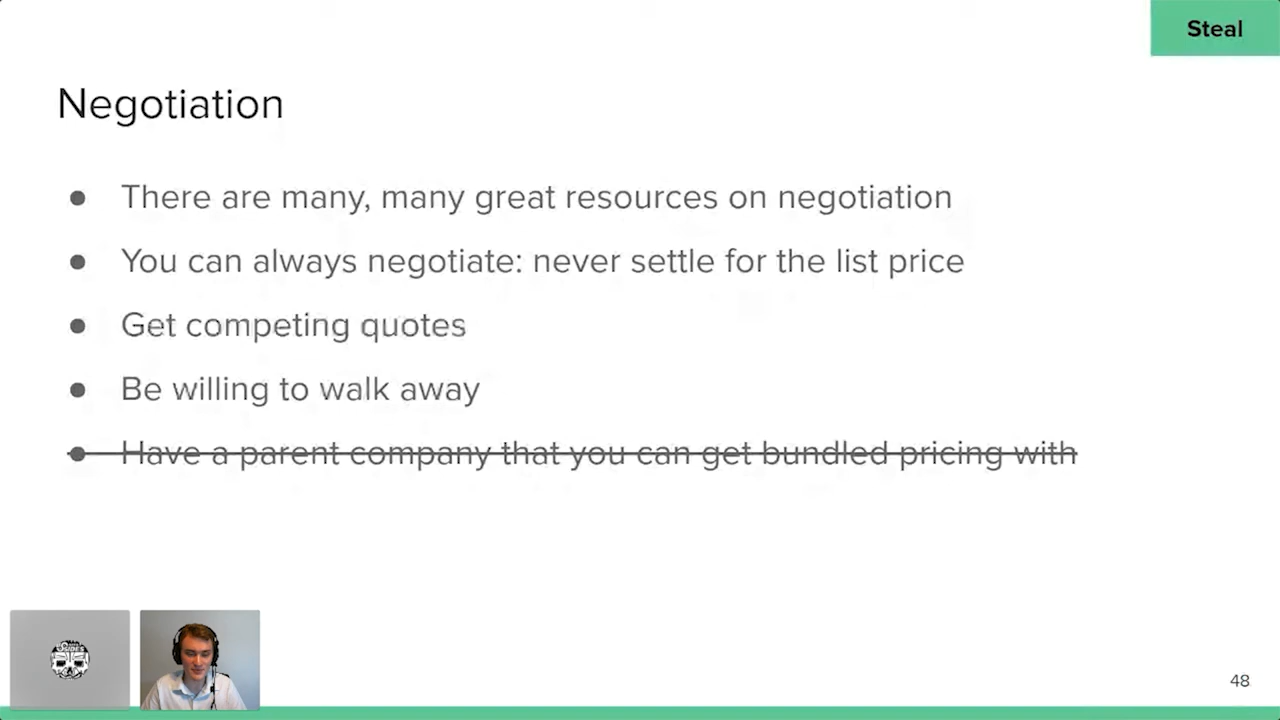 Steal
Negotiation
● There are many, many great resources on negotiation
● You can always negotiate: never settle for the list price
● Get competing quotes
● Be willing to walk away
● Have a parent company that you can get bundled pricing with
SIDES
48